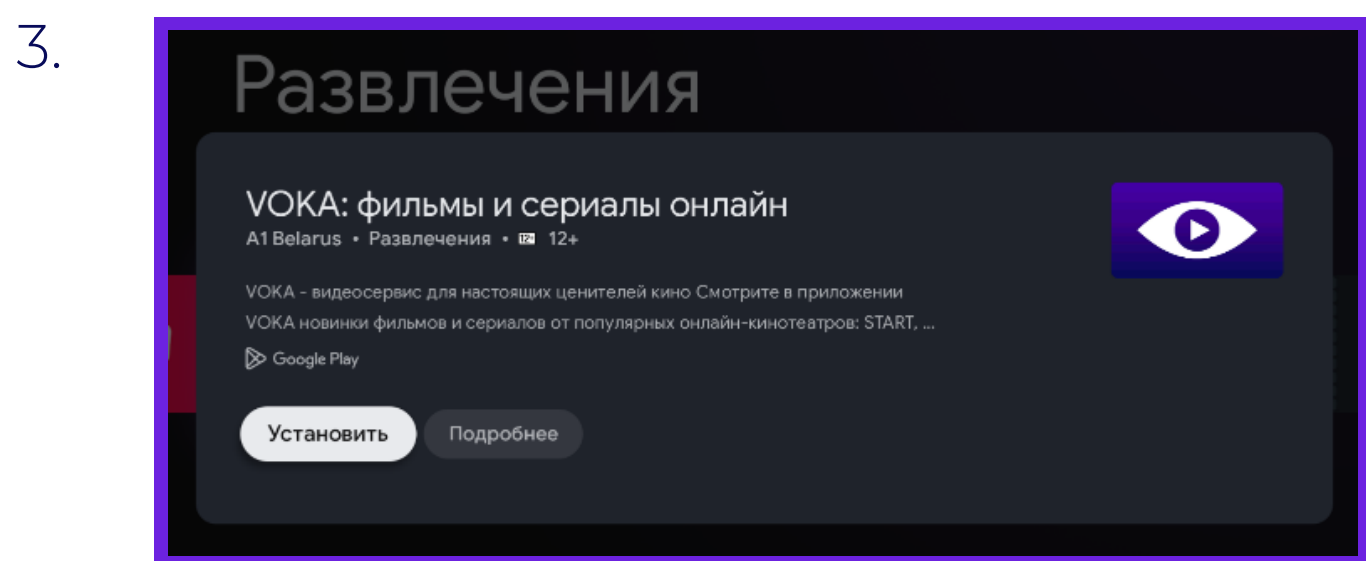 3.
Развлечения
VOKA: фильмы и сериалы онлайн
A1 Belarus • Развлечения • 12+ 12+
VOKA - видеосервис для настоящих ценителей кино Смотрите в приложении
VOKA новинки фильмов и сериалов от популярных онлайн-кинотеатров: START, ...
Google Play
Установить Подробнее